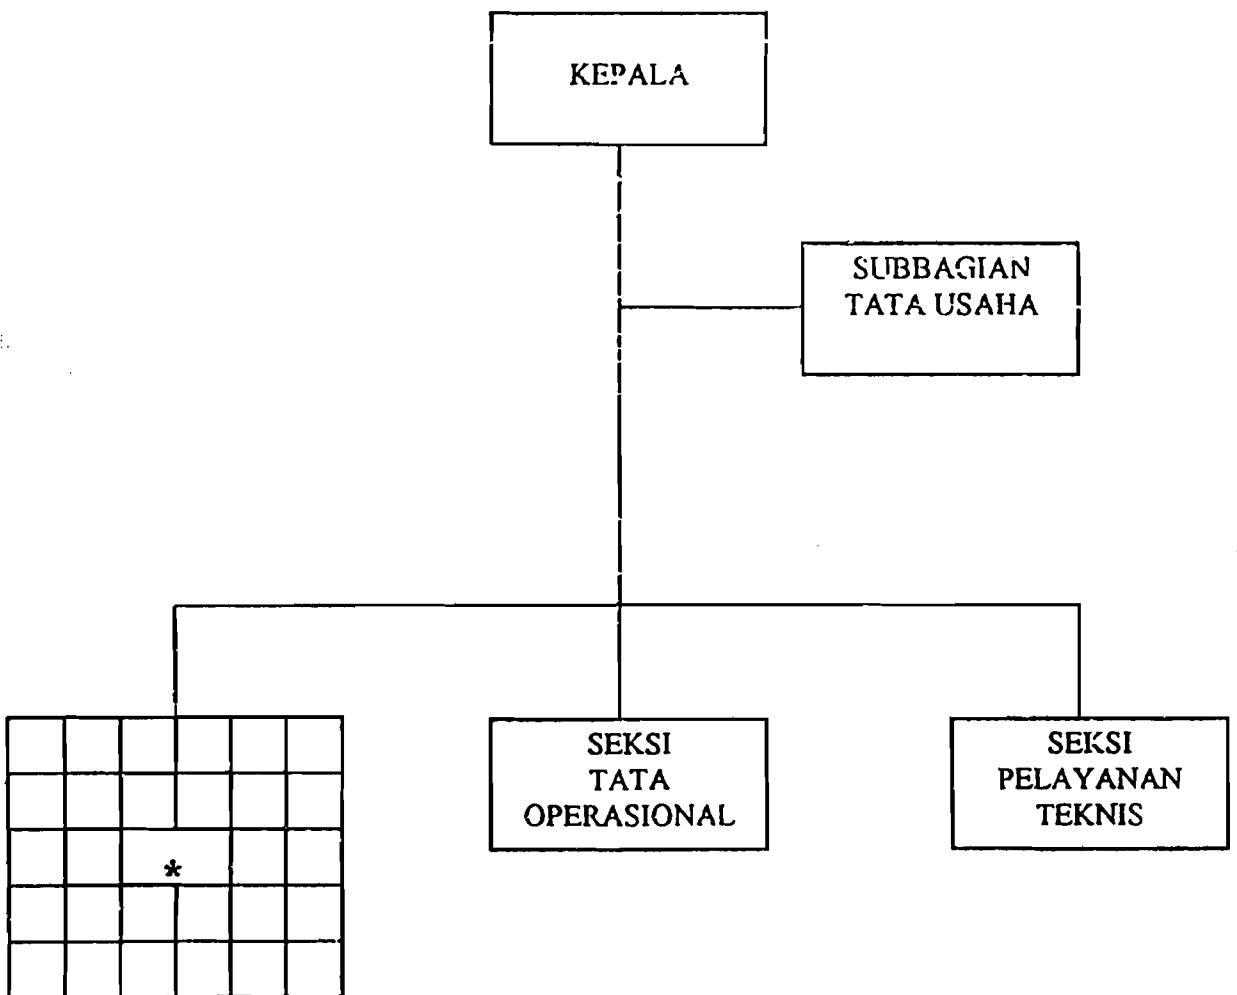 KEPALA
SUBBAGIAN
TATA USAHA
*
SEKSI
TATA
OPERASIONAL
SEKSI
PELAYANAN
TEKNIS